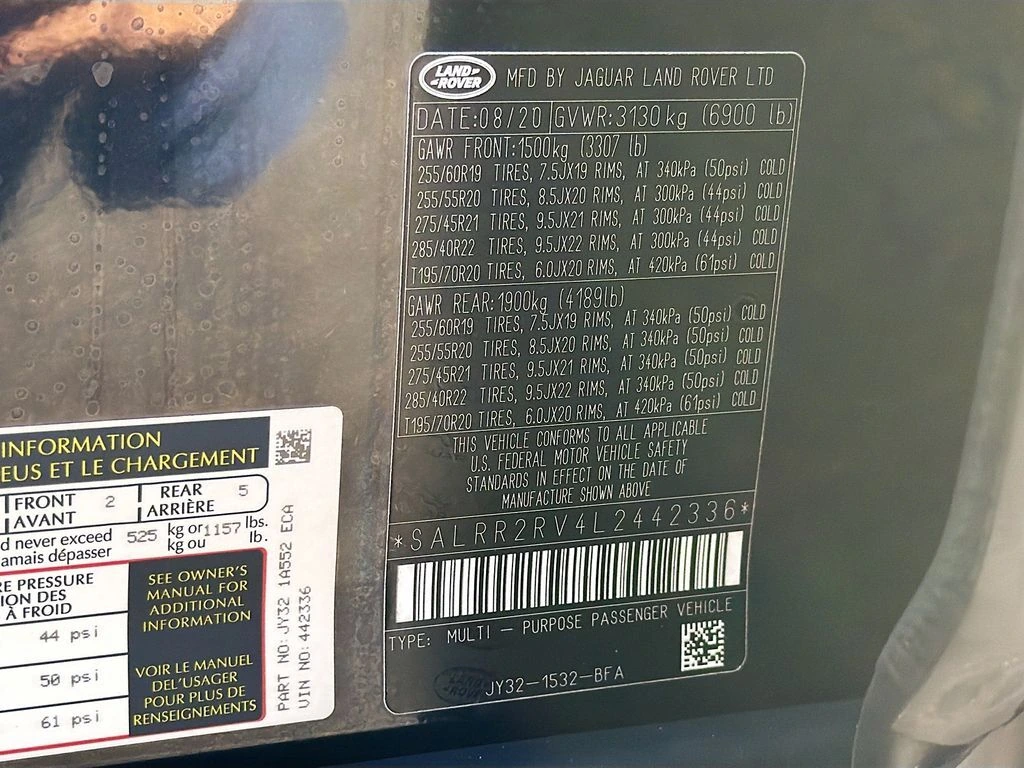 LAND ROVER
MFD BY JAGUAR LAND ROVER LTD
DATE:08/20 GVWR:3130kg (6900 lb)
GAWR FRONT:1500kg (3307 lb)
255/60R19 TIRES, 7.5JX19 RIMS, AT 340kPa (50psi) COLD
255/55R20 TIRES, 8.5JX20 RIMS, AT 300kPa (44psi) COLD
275/45R21 TIRES, 9.5JX21 RIMS, AT 300kPa (44psi) COLD
285/40R22 TIRES, 9.5JX22 RIMS, AT 300kPa (44psi) COLD
T195/70R20 TIRES, 6.0JX20 RIMS, AT 420kPa (61psi) COLD
GAWR REAR:1900kg (4189lb)
255/60R19 TIRES, 7.5JX19 RIMS, AT 340kPa (50psi) COLD
255/55R20 TIRES, 8.5JX20 RIMS, AT 340kPa (50psi) COLD
275/45R21 TIRES, 9.5JX21 RIMS, AT 340kPa (50psi) COLD
285/40R22 TIRES, 9.5JX22 RIMS, AT 340kPa (50psi) COLD
T195/70R20 TIRES, 6.0JX20 RIMS, AT 420kPa (61psi) COLD
THIS VEHICLE CONFORMS TO ALL APPLICABLE
U.S. FEDERAL MOTOR VEHICLE SAFETY
STANDARDS IN EFFECT ON THE DATE OF
MANUFACTURE SHOWN ABOVE
*SALRR2RV4L2442336*
TYPE: MULTI - PURPOSE PASSENGER VEHICLE
LAND ROVER
JY32-1532-BFA
INFORMATION
EUS ET LE CHARGEMENT
FRONT 2 REAR 5
AVANT ARRIÈRE
d never exceed 525 kg or 1157 lbs.
amais dépasser kg ou lb.
RE PRESSURE
ION DES
À FROID
44 psi
50 psi
61 psi
SEE OWNER'S
MANUAL FOR
ADDITIONAL
INFORMATION
VOIR LE MANUEL
DEL'USAGER
POUR PLUS DE
RENSEIGNEMENTS
PART NO: JY32 1A552 ECA
VIN NO: 442336